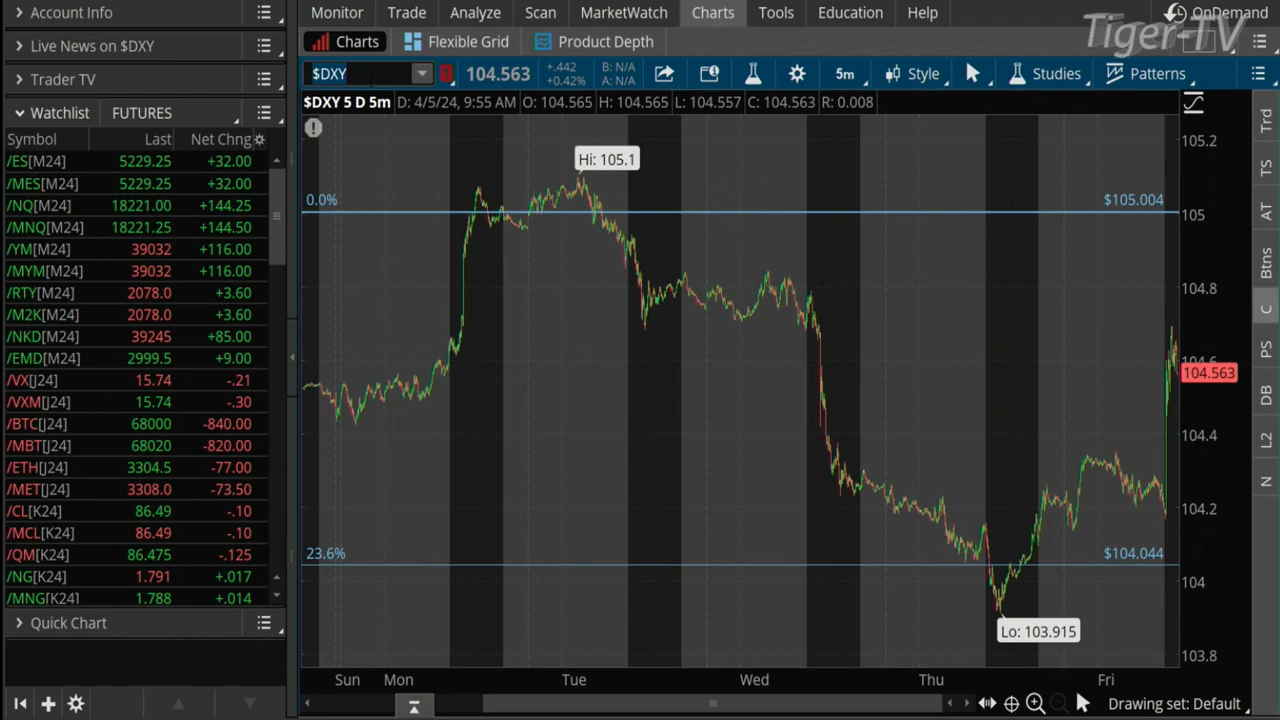 Account Info
Live News on $DXY
Trader TV
Watchlist FUTURES
Symbol Last Net Chng
/ES[M24] 5229.25 +32.00
/MES[M24] 5229.25 +32.00
/NQ[M24] 18221.00 +144.25
/MNQ[M24] 18221.25 +144.50
/YM[M24] 39032 +116.00
/MYM[M24] 39032 +116.00
/RTY[M24] 2078.0 +3.60
/M2K[M24] 2078.0 +3.60
/NKD[M24] 39245 +85.00
/EMD[M24] 2999.5 +9.00
/VX[J24] 15.74 -.21
/VXM[J24] 15.74 -.30
/BTC[J24] 68000 -840.00
/MBT[J24] 68020 -820.00
/ETH[J24] 3304.5 -77.00
/MET[J24] 3308.0 -73.50
/CL[K24] 86.49 -.10
/MCL[K24] 86.49 -.10
/QM[K24] 86.475 -.125
/NG[K24] 1.791 +.017
/MNG[K24] 1.788 +.014
Quick Chart
Monitor Trade Analyze Scan MarketWatch Charts Tools Education Help OnDemand
Tiger-TV
Charts Flexible Grid Product Depth
$DXY 104.563 +.442 +0.42% B: N/A A: N/A 5m Style Studies Patterns
$DXY 5 D 5m D: 4/5/24, 9:55 AM O: 104.565 H: 104.565 L: 104.557 C: 104.563 R: 0.008
Hi: 105.1
0.0% $105.004
23.6% $104.044
Lo: 103.915
105.2
105
104.8
104.6
104.563
104.4
104.2
104
103.8
Sun Mon Tue Wed Thu Fri
Drawing set: Default
Trd
TS
AT
Btns
C
PS
DB
L2
N